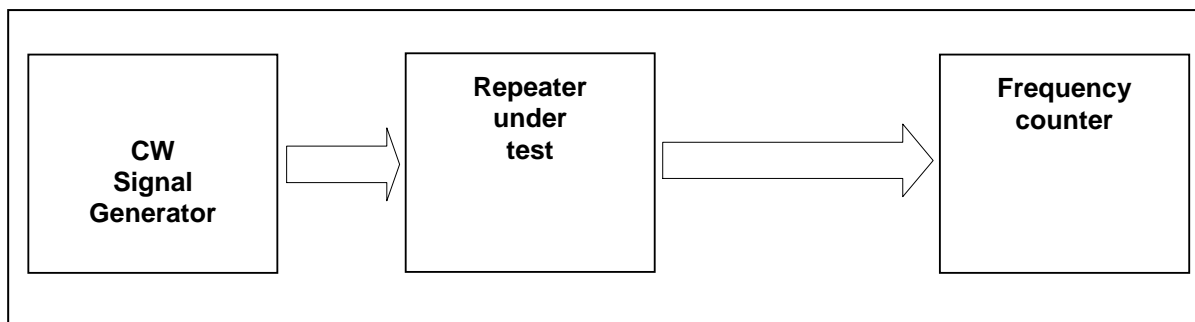 CW
Signal
Generator
Repeater
under
test
Frequency
counter